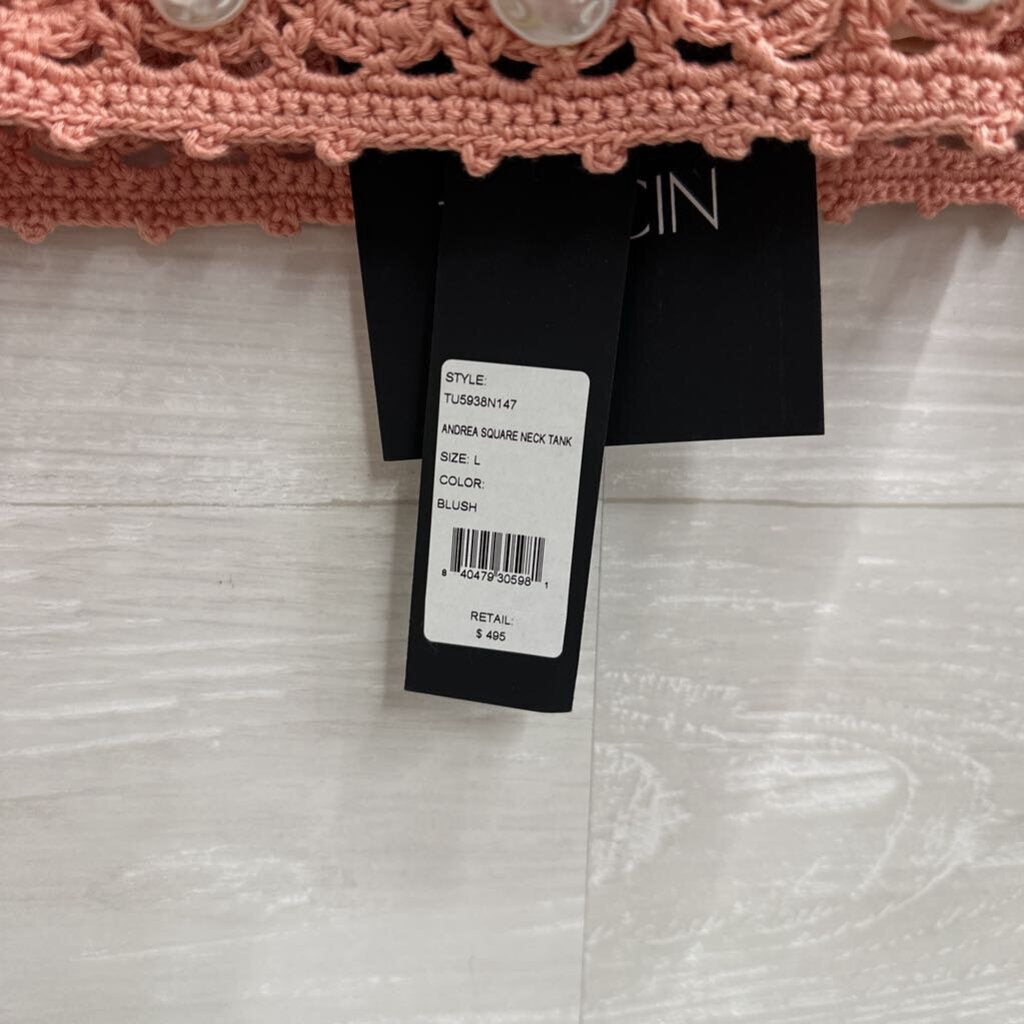 CIN
STYLE:
TU5938N147
ANDREA SQUARE NECK TANK
SIZE: L
COLOR:
BLUSH
8 40479 30598 1
RETAIL:
$ 495